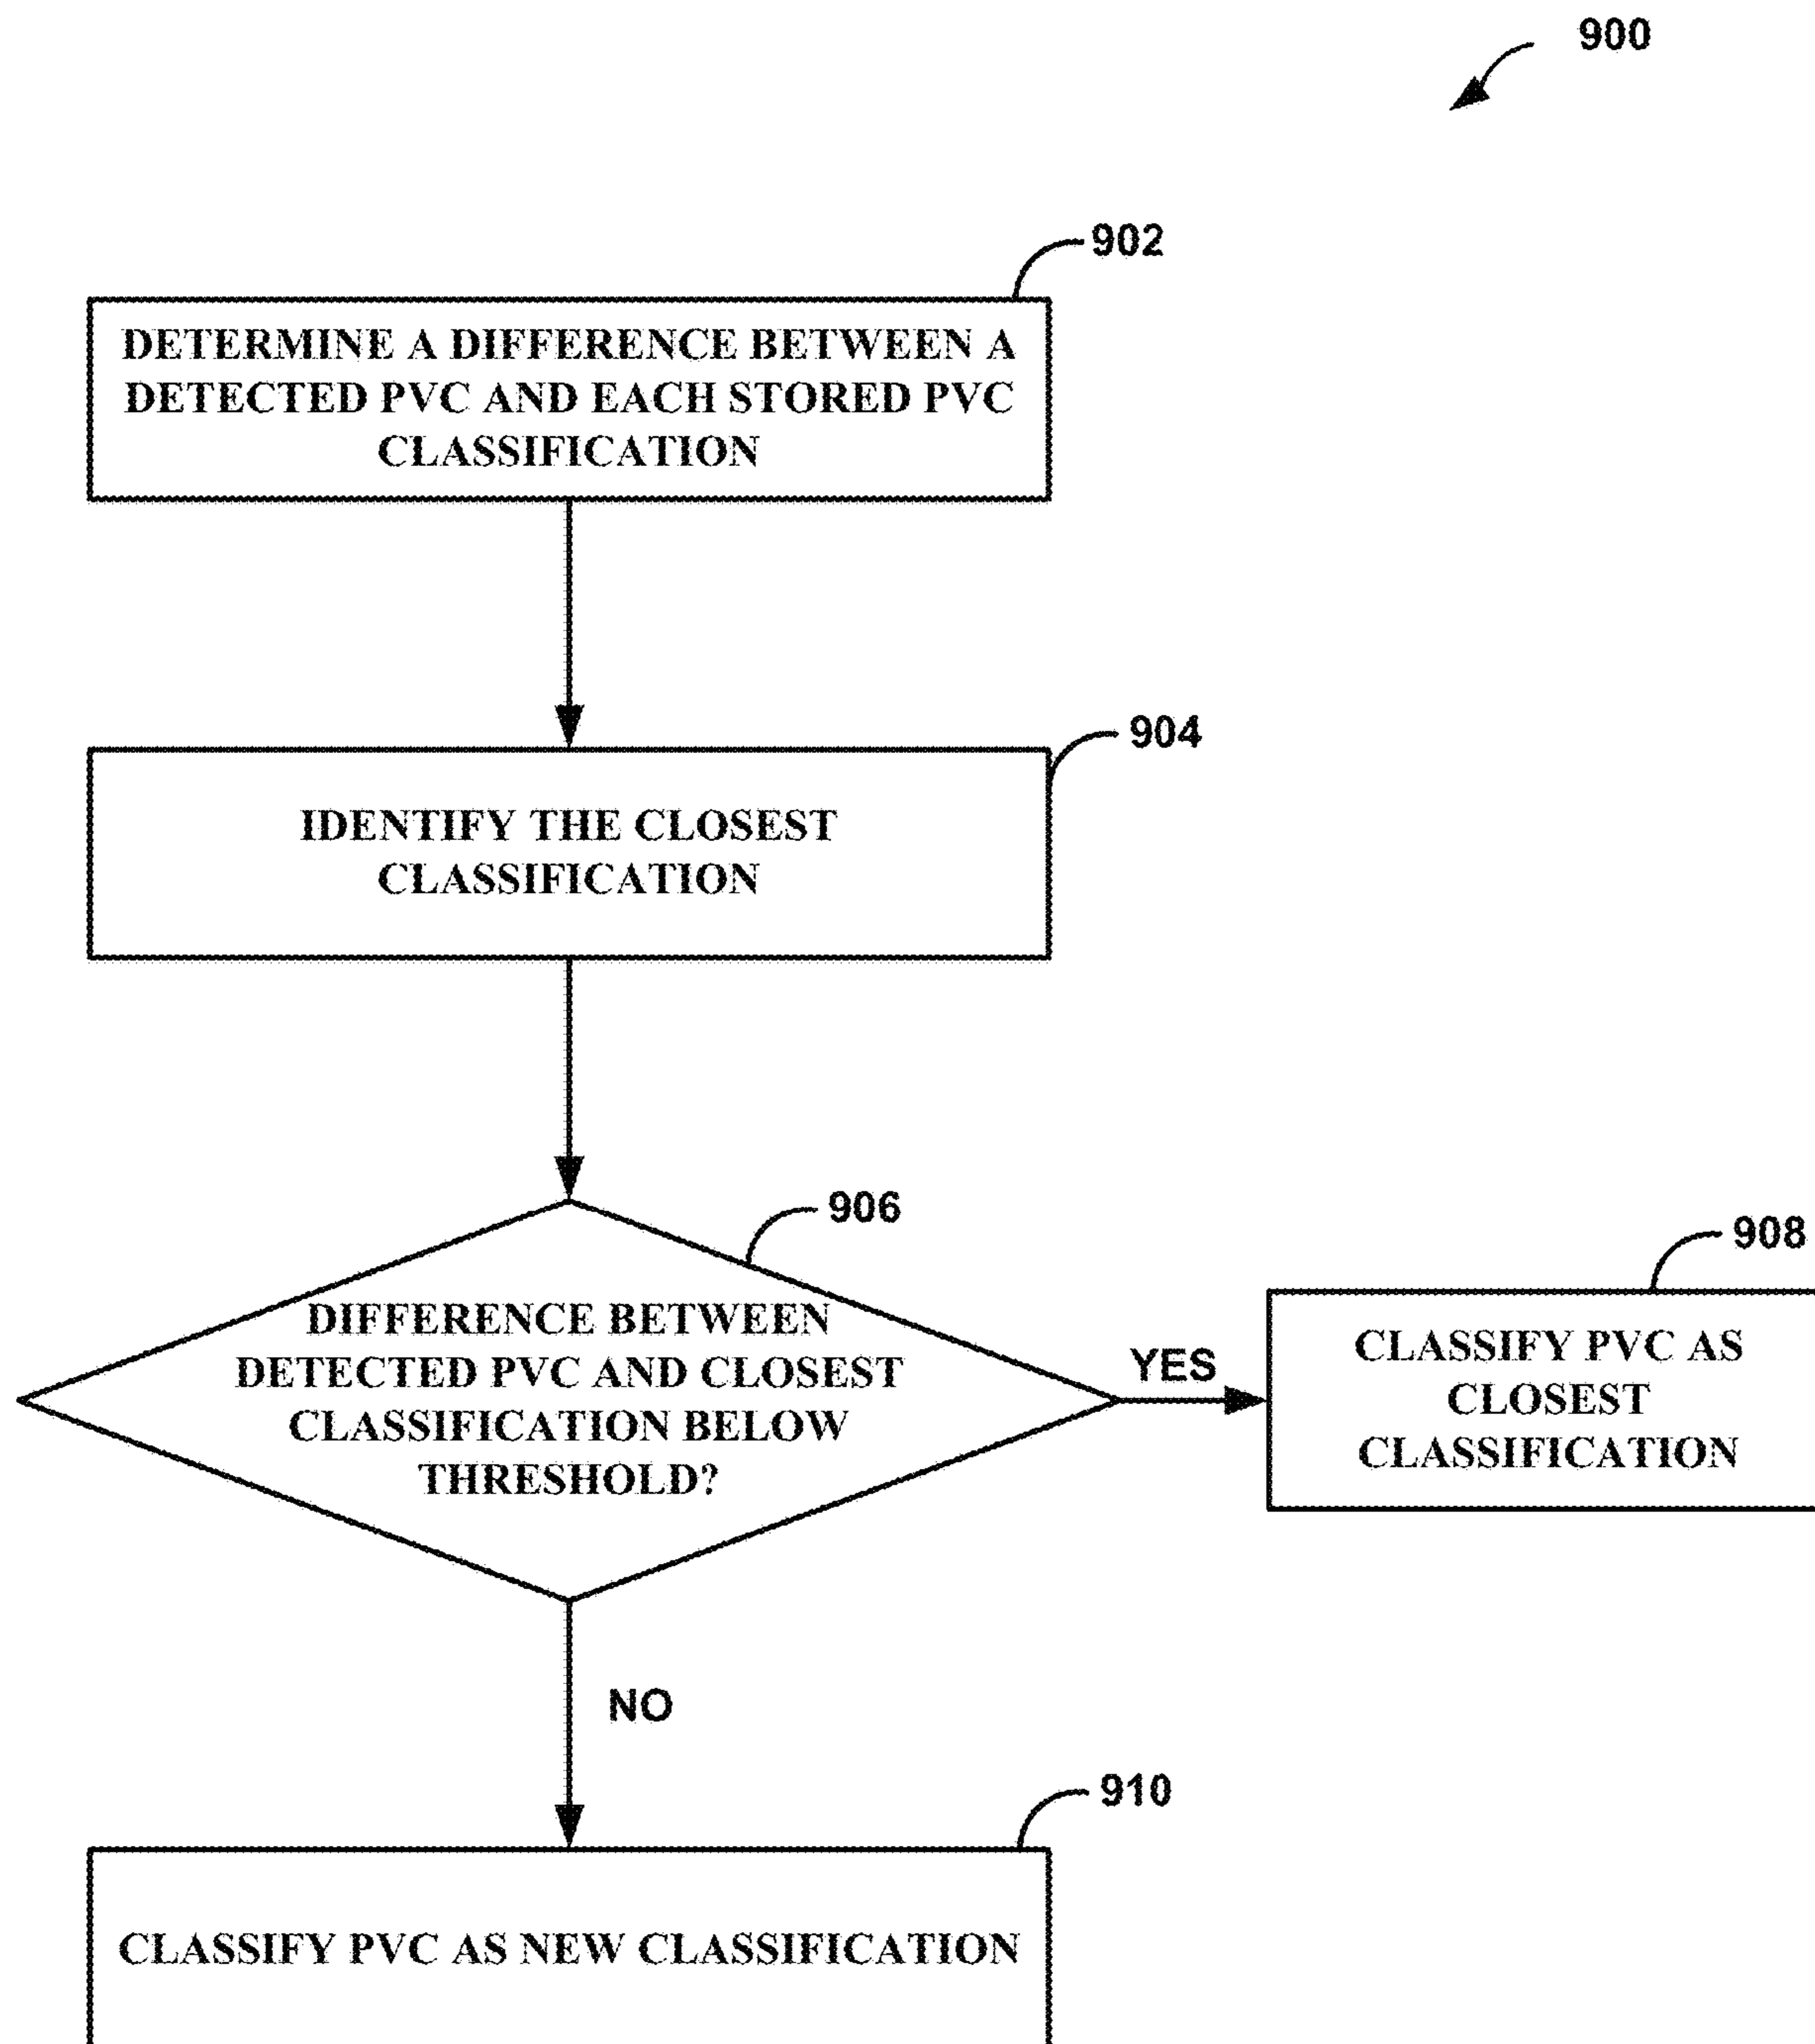 900
902
DETERMINE A DIFFERENCE BETWEEN A
DETECTED PVC AND EACH STORED PVC
CLASSIFICATION
904
IDENTIFY THE CLOSEST
CLASSIFICATION
906
DIFFERENCE BETWEEN
DETECTED PVC AND CLOSEST
CLASSIFICATION BELOW
THRESHOLD?
YES
908
CLASSIFY PVC AS
CLOSEST
CLASSIFICATION
NO
910
CLASSIFY PVC AS NEW CLASSIFICATION